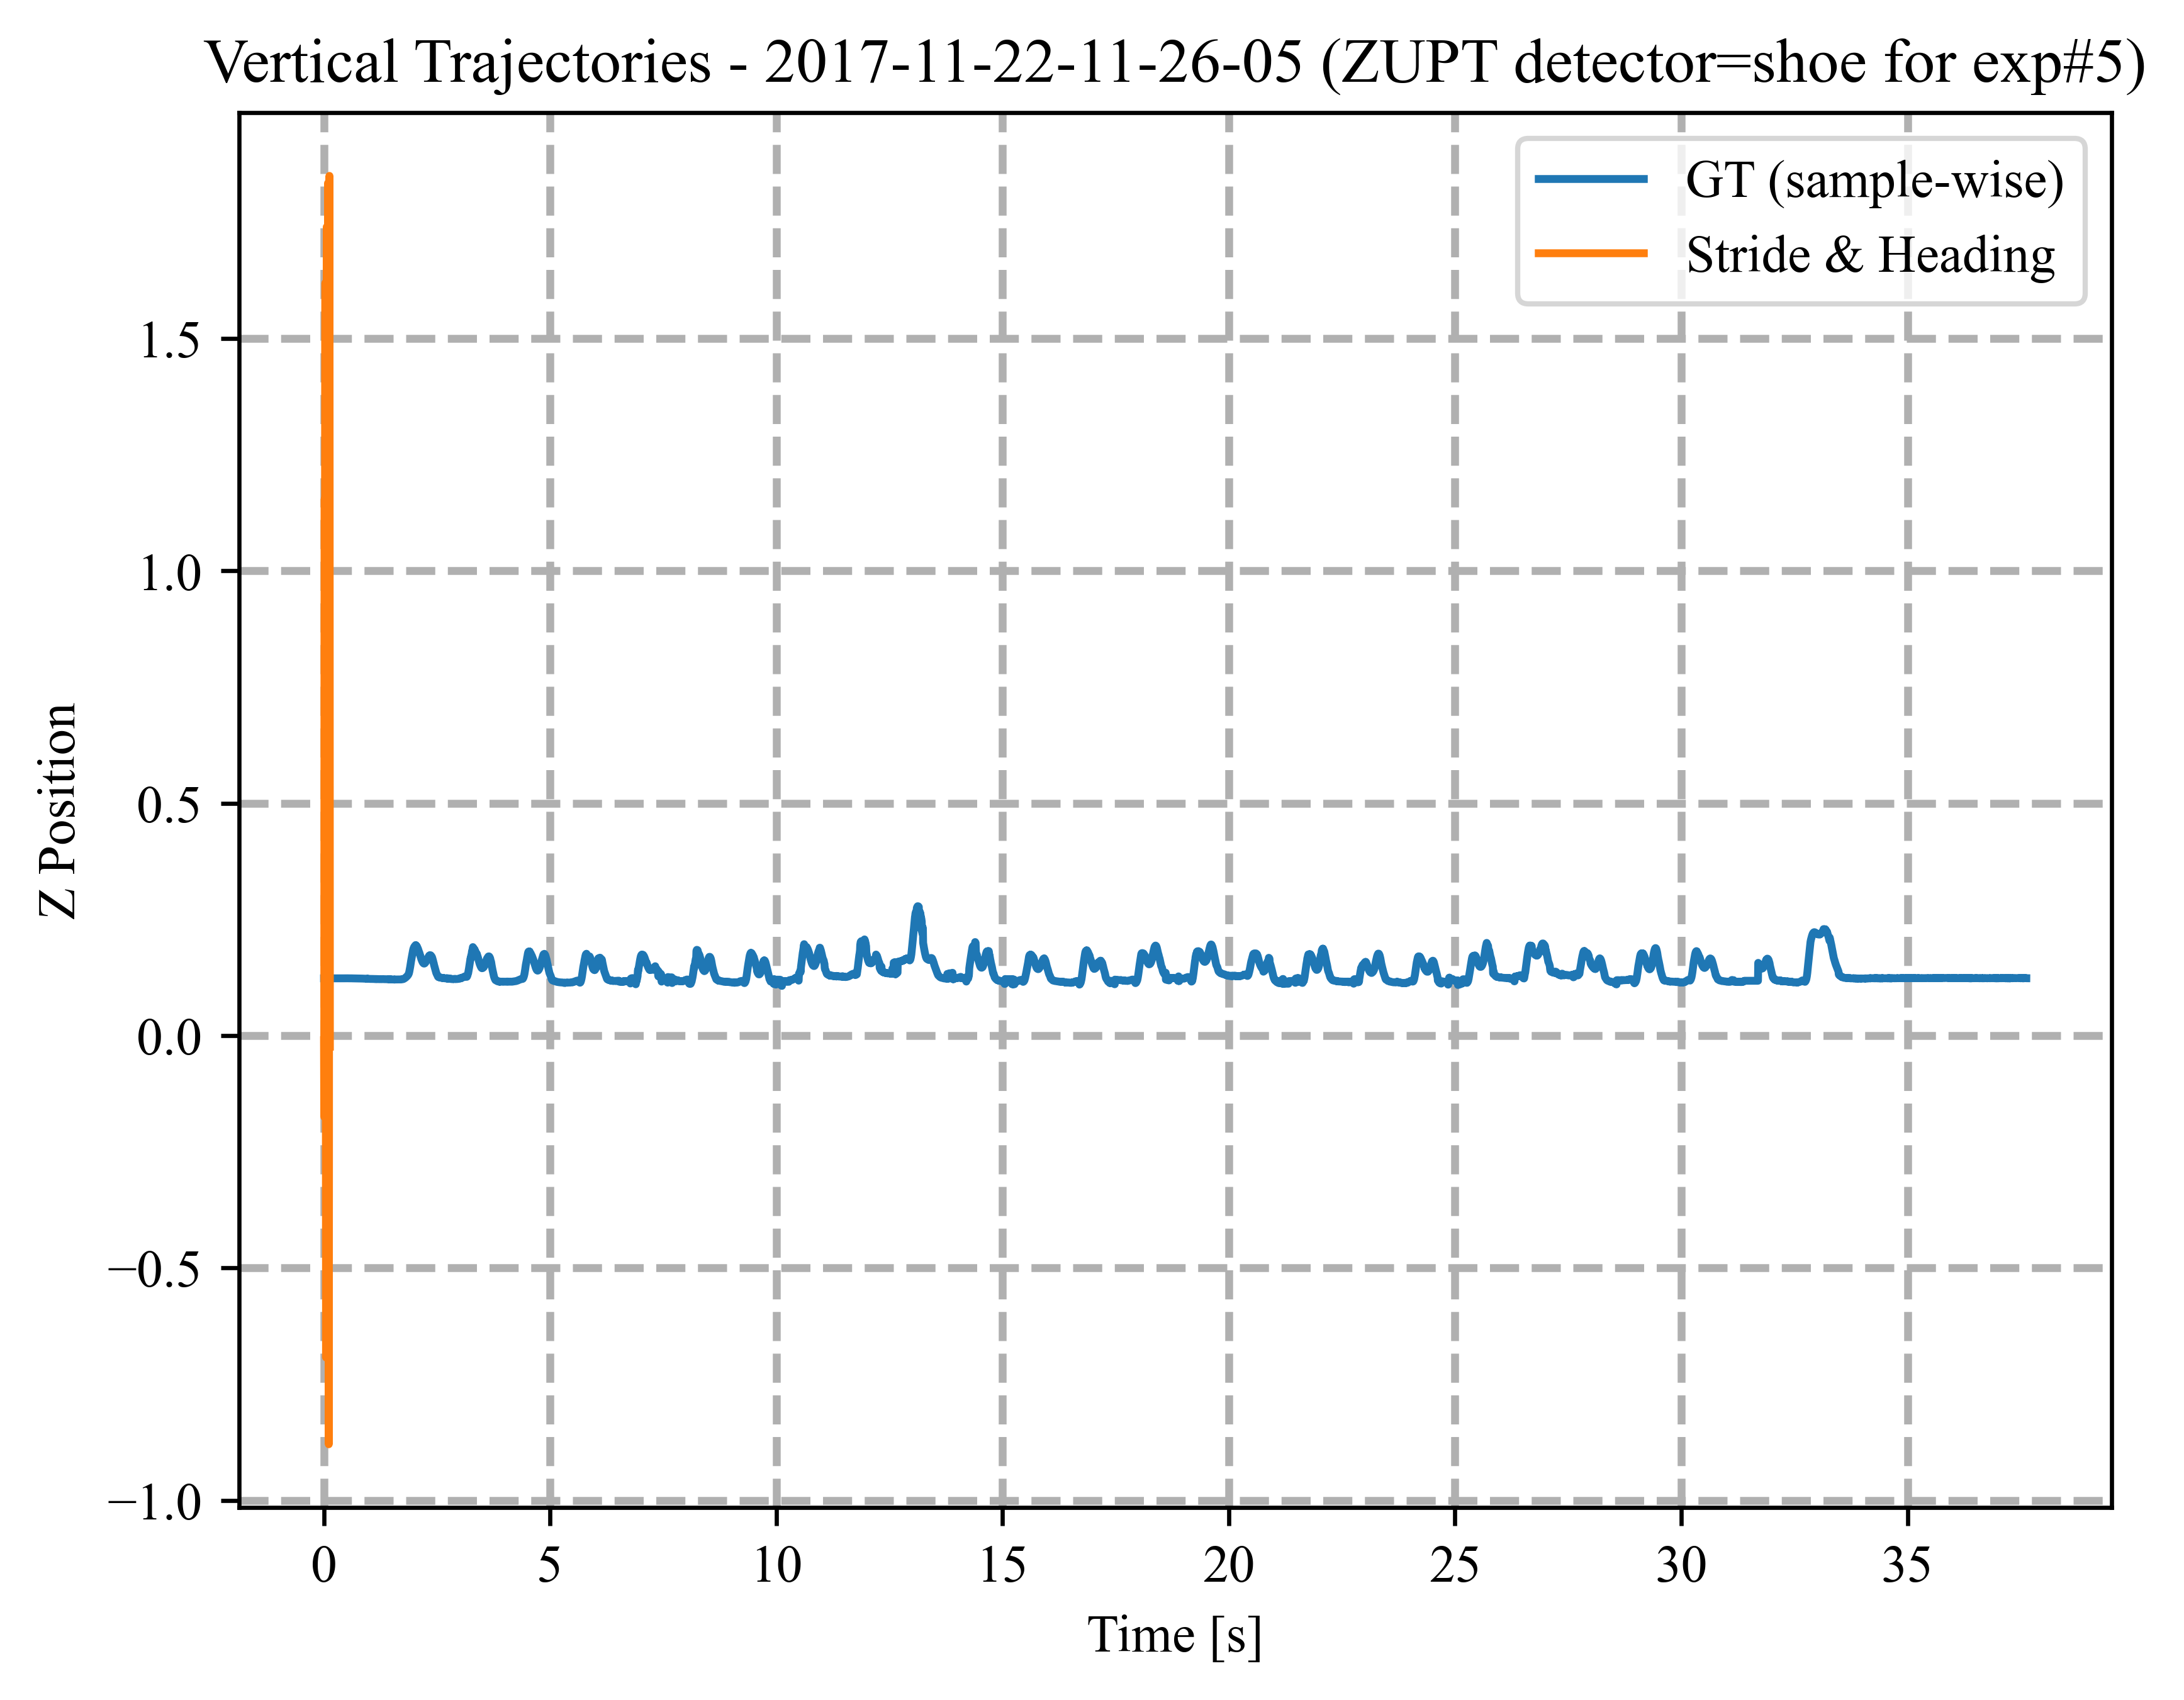 Vertical Trajectories - 2017-11-22-11-26-05 (ZUPT detector=shoe for exp#5)
GT (sample-wise)
Stride & Heading
1.5
1.0
0.5
0.0
−0.5
−1.0
Z Position
0 5 10 15 20 25 30 35
Time [s]